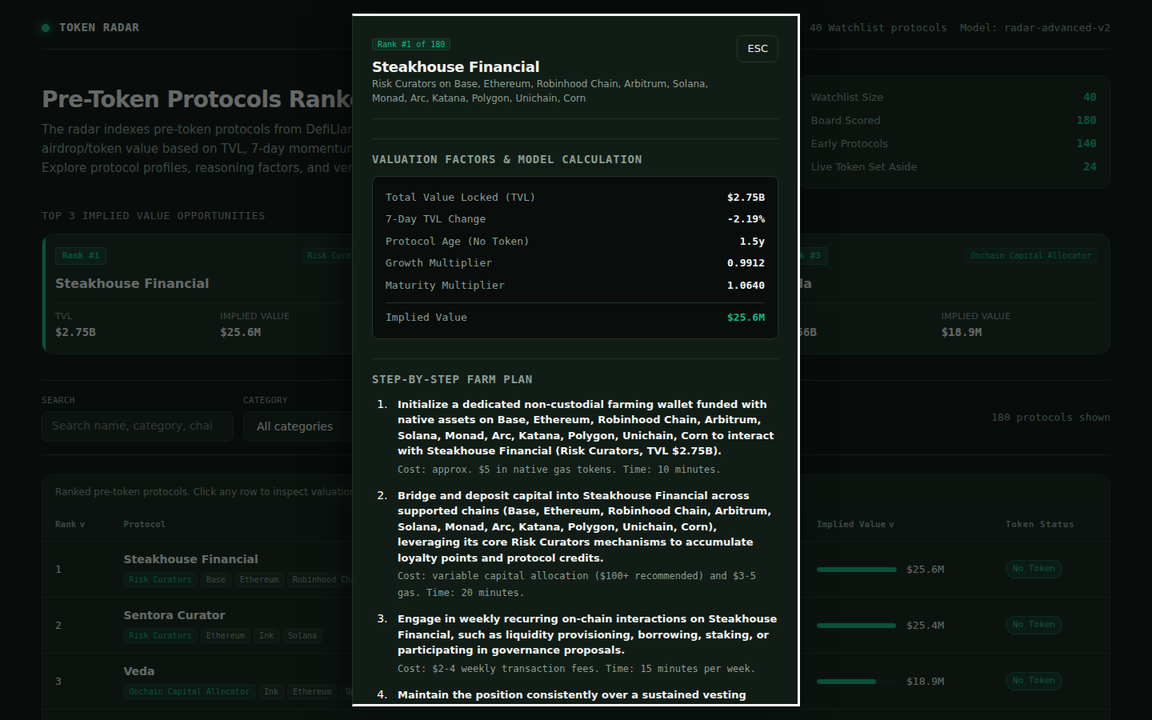 TOKEN RADAR
40 Watchlist protocols Model: radar-advanced-v2
Pre-Token Protocols Ranke
The radar indexes pre-token protocols from DefiLlar
airdrop/token value based on TVL, 7-day momentur
Explore protocol profiles, reasoning factors, and ver
Watchlist Size 40
Board Scored 180
Early Protocols 140
Live Token Set Aside 24
TOP 3 IMPLIED VALUE OPPORTUNITIES
Rank #1
Risk Cura
Steakhouse Financial
TVL
$2.75B
IMPLIED VALUE
$25.6M
k #3
Onchain Capital Allocator
la
56B
IMPLIED VALUE
$18.9M
SEARCH
Search name, category, chai
CATEGORY
All categories
180 protocols shown
Ranked pre-token protocols. Click any row to inspect valuation
Rank v Protocol Implied Value v Token Status
1 Steakhouse Financial $25.6M No Token
Risk Curators Base Ethereum Robinhood Cha
2 Sentora Curator $25.4M No Token
Risk Curators Ethereum Ink Solana
3 Veda $18.9M No Token
Onchain Capital Allocator Ink Ethereum Op
Rank #1 of 180
ESC
Steakhouse Financial
Risk Curators on Base, Ethereum, Robinhood Chain, Arbitrum, Solana,
Monad, Arc, Katana, Polygon, Unichain, Corn
VALUATION FACTORS & MODEL CALCULATION
Total Value Locked (TVL) $2.75B
7-Day TVL Change -2.19%
Protocol Age (No Token) 1.5y
Growth Multiplier 0.9912
Maturity Multiplier 1.0640
Implied Value $25.6M
STEP-BY-STEP FARM PLAN
1. Initialize a dedicated non-custodial farming wallet funded with
native assets on Base, Ethereum, Robinhood Chain, Arbitrum,
Solana, Monad, Arc, Katana, Polygon, Unichain, Corn to interact
with Steakhouse Financial (Risk Curators, TVL $2.75B).
Cost: approx. $5 in native gas tokens. Time: 10 minutes.
2. Bridge and deposit capital into Steakhouse Financial across
supported chains (Base, Ethereum, Robinhood Chain, Arbitrum,
Solana, Monad, Arc, Katana, Polygon, Unichain, Corn),
leveraging its core Risk Curators mechanisms to accumulate
loyalty points and protocol credits.
Cost: variable capital allocation ($100+ recommended) and $3-5
gas. Time: 20 minutes.
3. Engage in weekly recurring on-chain interactions on Steakhouse
Financial, such as liquidity provisioning, borrowing, staking, or
participating in governance proposals.
Cost: $2-4 weekly transaction fees. Time: 15 minutes per week.
4. Maintain the position consistently over a sustained vesting